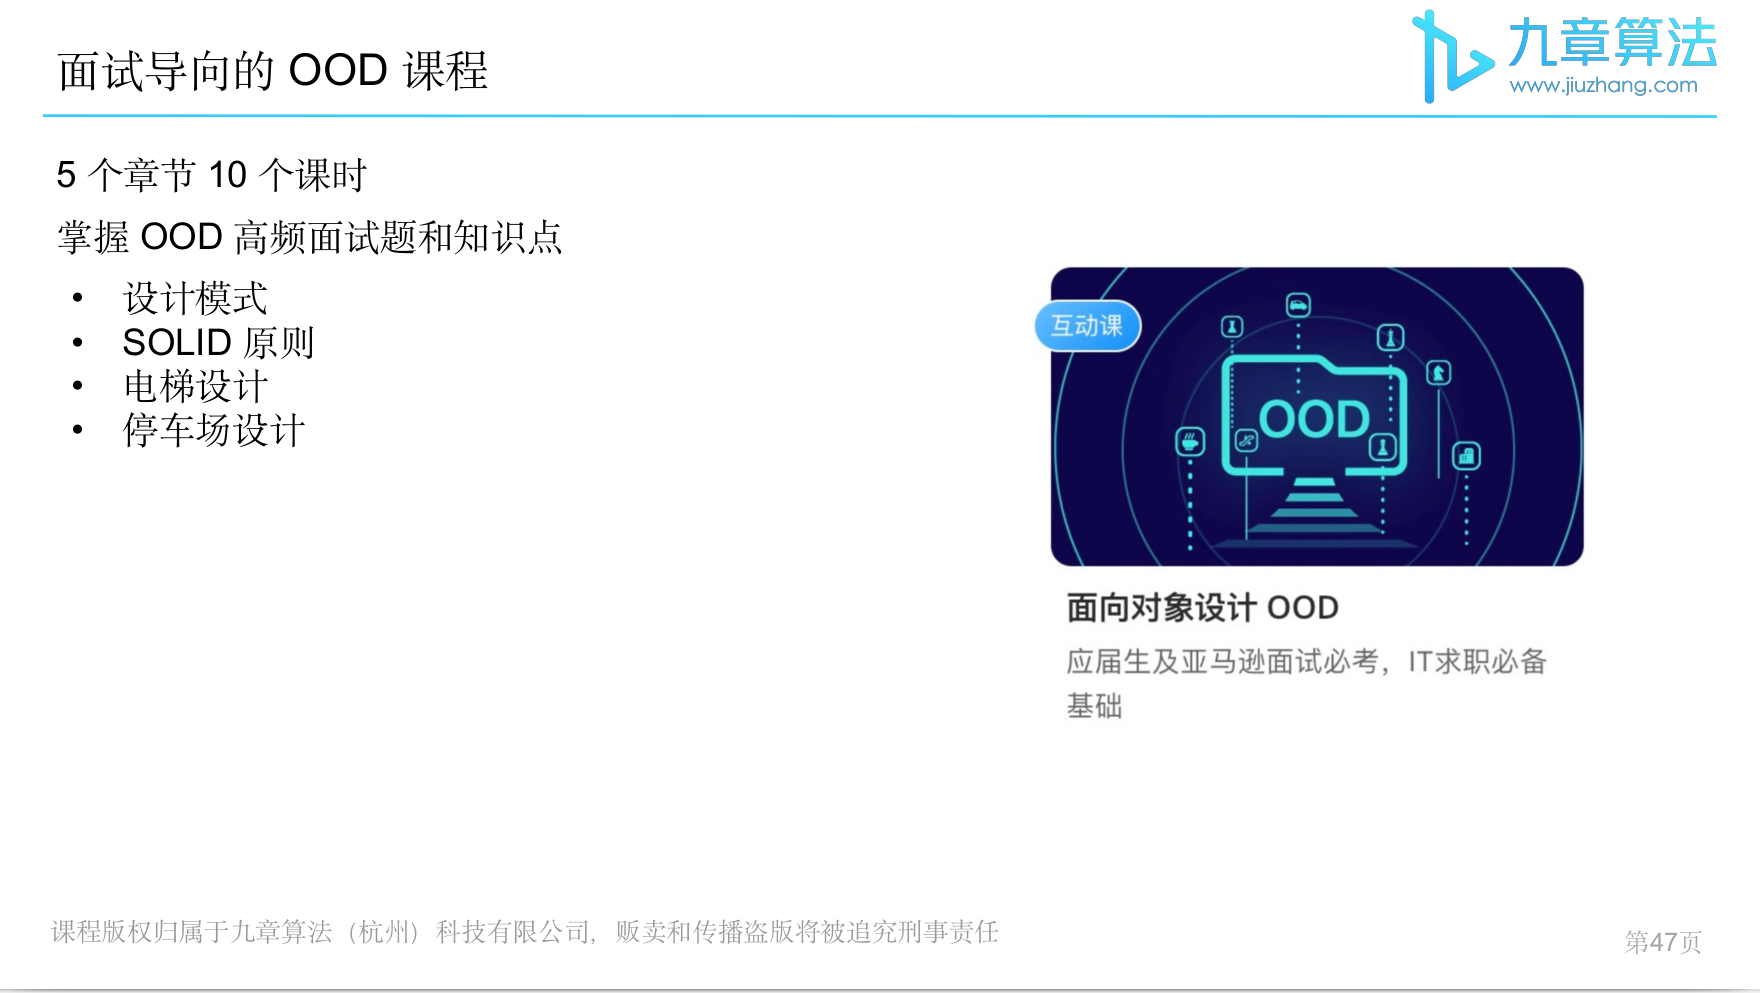 面试导向的 OOD 课程
九章算法
www.jiuzhang.com
5 个章节 10 个课时
掌握 OOD 高频面试题和知识点
• 设计模式
• SOLID 原则
• 电梯设计
• 停车场设计
互动课
OOD
面向对象设计 OOD
应届生及亚马逊面试必考，IT求职必备
基础
课程版权归属于九章算法（杭州）科技有限公司，贩卖和传播盗版将被追究刑事责任
第47页